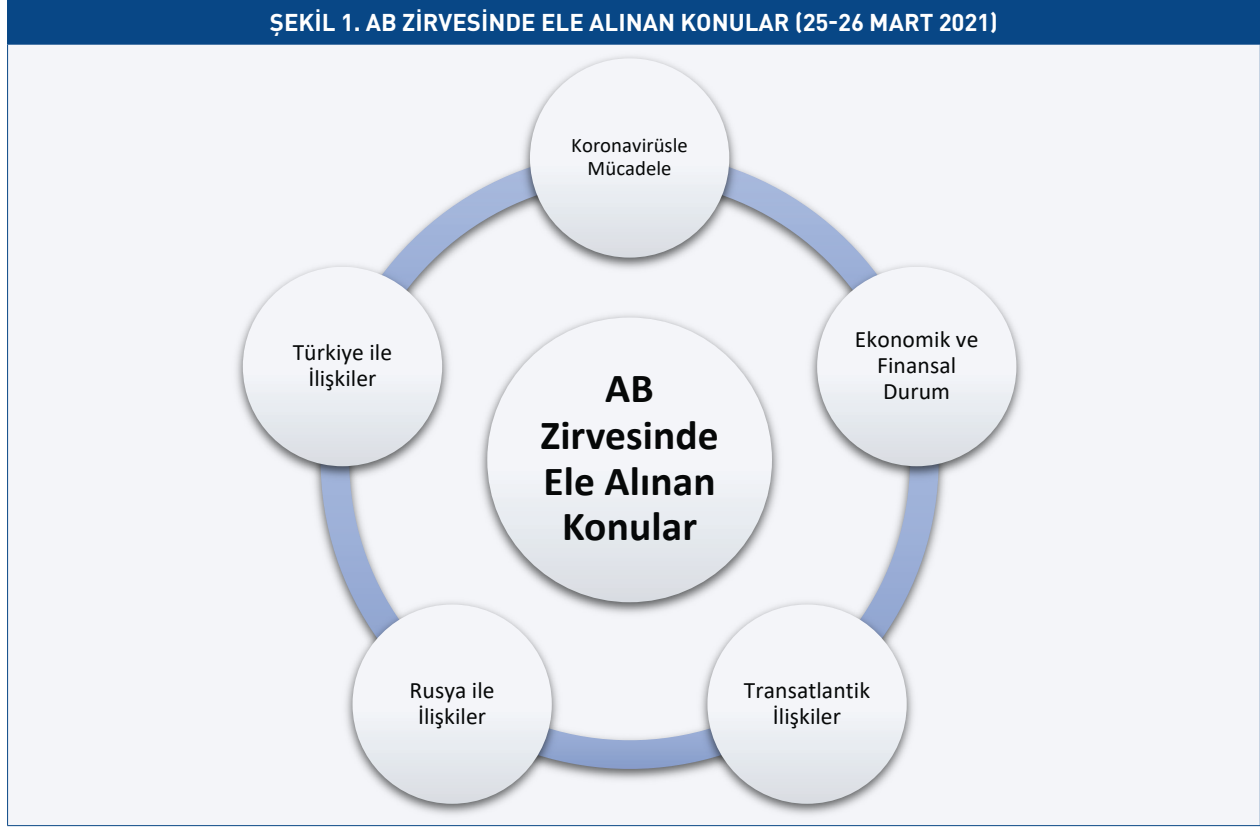 ŞEKİL 1. AB ZİRVESİNDE ELE ALINAN KONULAR (25-26 MART 2021)
Koronavirüsle
Mücadele
Ekonomik ve
Finansal
Durum
Transatlantik
İlişkiler
Rusya ile
İlişkiler
Türkiye ile
İlişkiler
AB
Zirvesinde
Ele Alınan
Konular